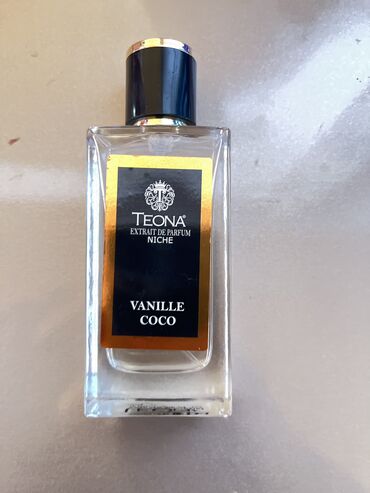 TEONA®
EXTRAIT DE PARFUM
NICHE
VANILLE
COCO